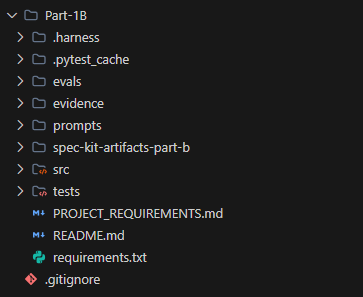 Part-1B
.harness
.pytest_cache
evals
evidence
prompts
spec-kit-artifacts-part-b
src
tests
PROJECT_REQUIREMENTS.md
README.md
requirements.txt
.gitignore